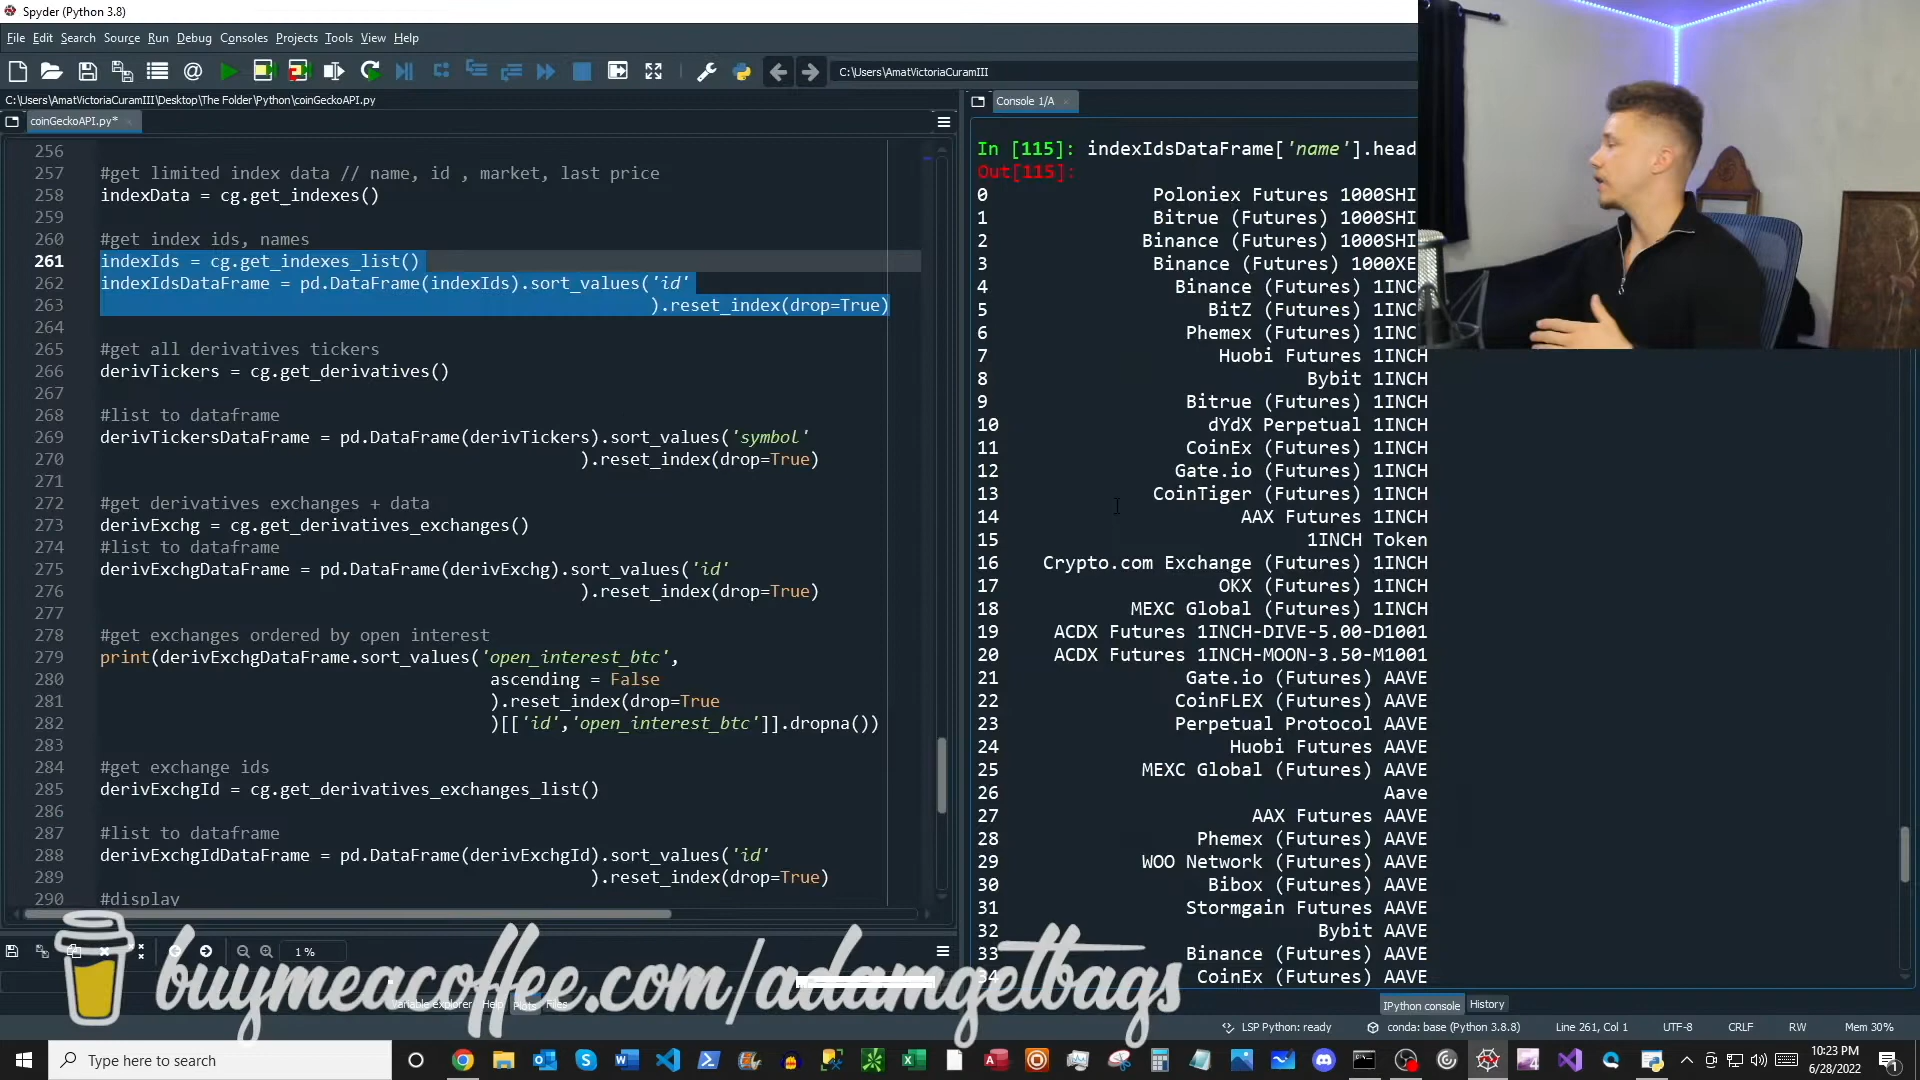 Spyder (Python 3.8)
File Edit Search Source Run Debug Consoles Projects Tools View Help
C:\Users\AmatVictoriaCuramIII
C:\Users\AmatVictoriaCuramIII\Desktop\The Folder\Python\coinGeckoAPI.py
coinGeckoAPI.py*
256
257 #get limited index data // name, id , market, last price
258 indexData = cg.get_indexes()
259
260 #get index ids, names
261 indexIds = cg.get_indexes_list()
262 indexIdsDataFrame = pd.DataFrame(indexIds).sort_values('id'
263 ).reset_index(drop=True)
264
265 #get all derivatives tickers
266 derivTickers = cg.get_derivatives()
267
268 #list to dataframe
269 derivTickersDataFrame = pd.DataFrame(derivTickers).sort_values('symbol'
270 ).reset_index(drop=True)
271
272 #get derivatives exchanges + data
273 derivExchg = cg.get_derivatives_exchanges()
274 #list to dataframe
275 derivExchgDataFrame = pd.DataFrame(derivExchg).sort_values('id'
276 ).reset_index(drop=True)
277
278 #get exchanges ordered by open interest
279 print(derivExchgDataFrame.sort_values('open_interest_btc',
280 ascending = False
281 ).reset_index(drop=True
282 )[['id','open_interest_btc']].dropna())
283
284 #get exchange ids
285 derivExchgId = cg.get_derivatives_exchanges_list()
286
287 #list to dataframe
288 derivExchgIdDataFrame = pd.DataFrame(derivExchgId).sort_values('id'
289 ).reset_index(drop=True)
290 #display
1 %
Variable explorer Help Plots Files
Console 1/A
In [115]: indexIdsDataFrame['name'].head
Out[115]:
0 Poloniex Futures 1000SHI
1 Bitrue (Futures) 1000SHI
2 Binance (Futures) 1000SHI
3 Binance (Futures) 1000XE
4 Binance (Futures) 1INC
5 BitZ (Futures) 1INC
6 Phemex (Futures) 1INC
7 Huobi Futures 1INCH
8 Bybit 1INCH
9 Bitrue (Futures) 1INCH
10 dYdX Perpetual 1INCH
11 CoinEx (Futures) 1INCH
12 Gate.io (Futures) 1INCH
13 CoinTiger (Futures) 1INCH
14 AAX Futures 1INCH
15 1INCH Token
16 Crypto.com Exchange (Futures) 1INCH
17 OKX (Futures) 1INCH
18 MEXC Global (Futures) 1INCH
19 ACDX Futures 1INCH-DIVE-5.00-D1001
20 ACDX Futures 1INCH-MOON-3.50-M1001
21 Gate.io (Futures) AAVE
22 CoinFLEX (Futures) AAVE
23 Perpetual Protocol AAVE
24 Huobi Futures AAVE
25 MEXC Global (Futures) AAVE
26 Aave
27 AAX Futures AAVE
28 Phemex (Futures) AAVE
29 WOO Network (Futures) AAVE
30 Bibox (Futures) AAVE
31 Stormgain Futures AAVE
32 Bybit AAVE
33 Binance (Futures) AAVE
34 CoinEx (Futures) AAVE
buymeacoffee.com/adamgetbags
IPython console History
LSP Python: ready conda: base (Python 3.8.8) Line 261, Col 1 UTF-8 CRLF RW Mem 30%
Type here to search
10:23 PM
6/28/2022